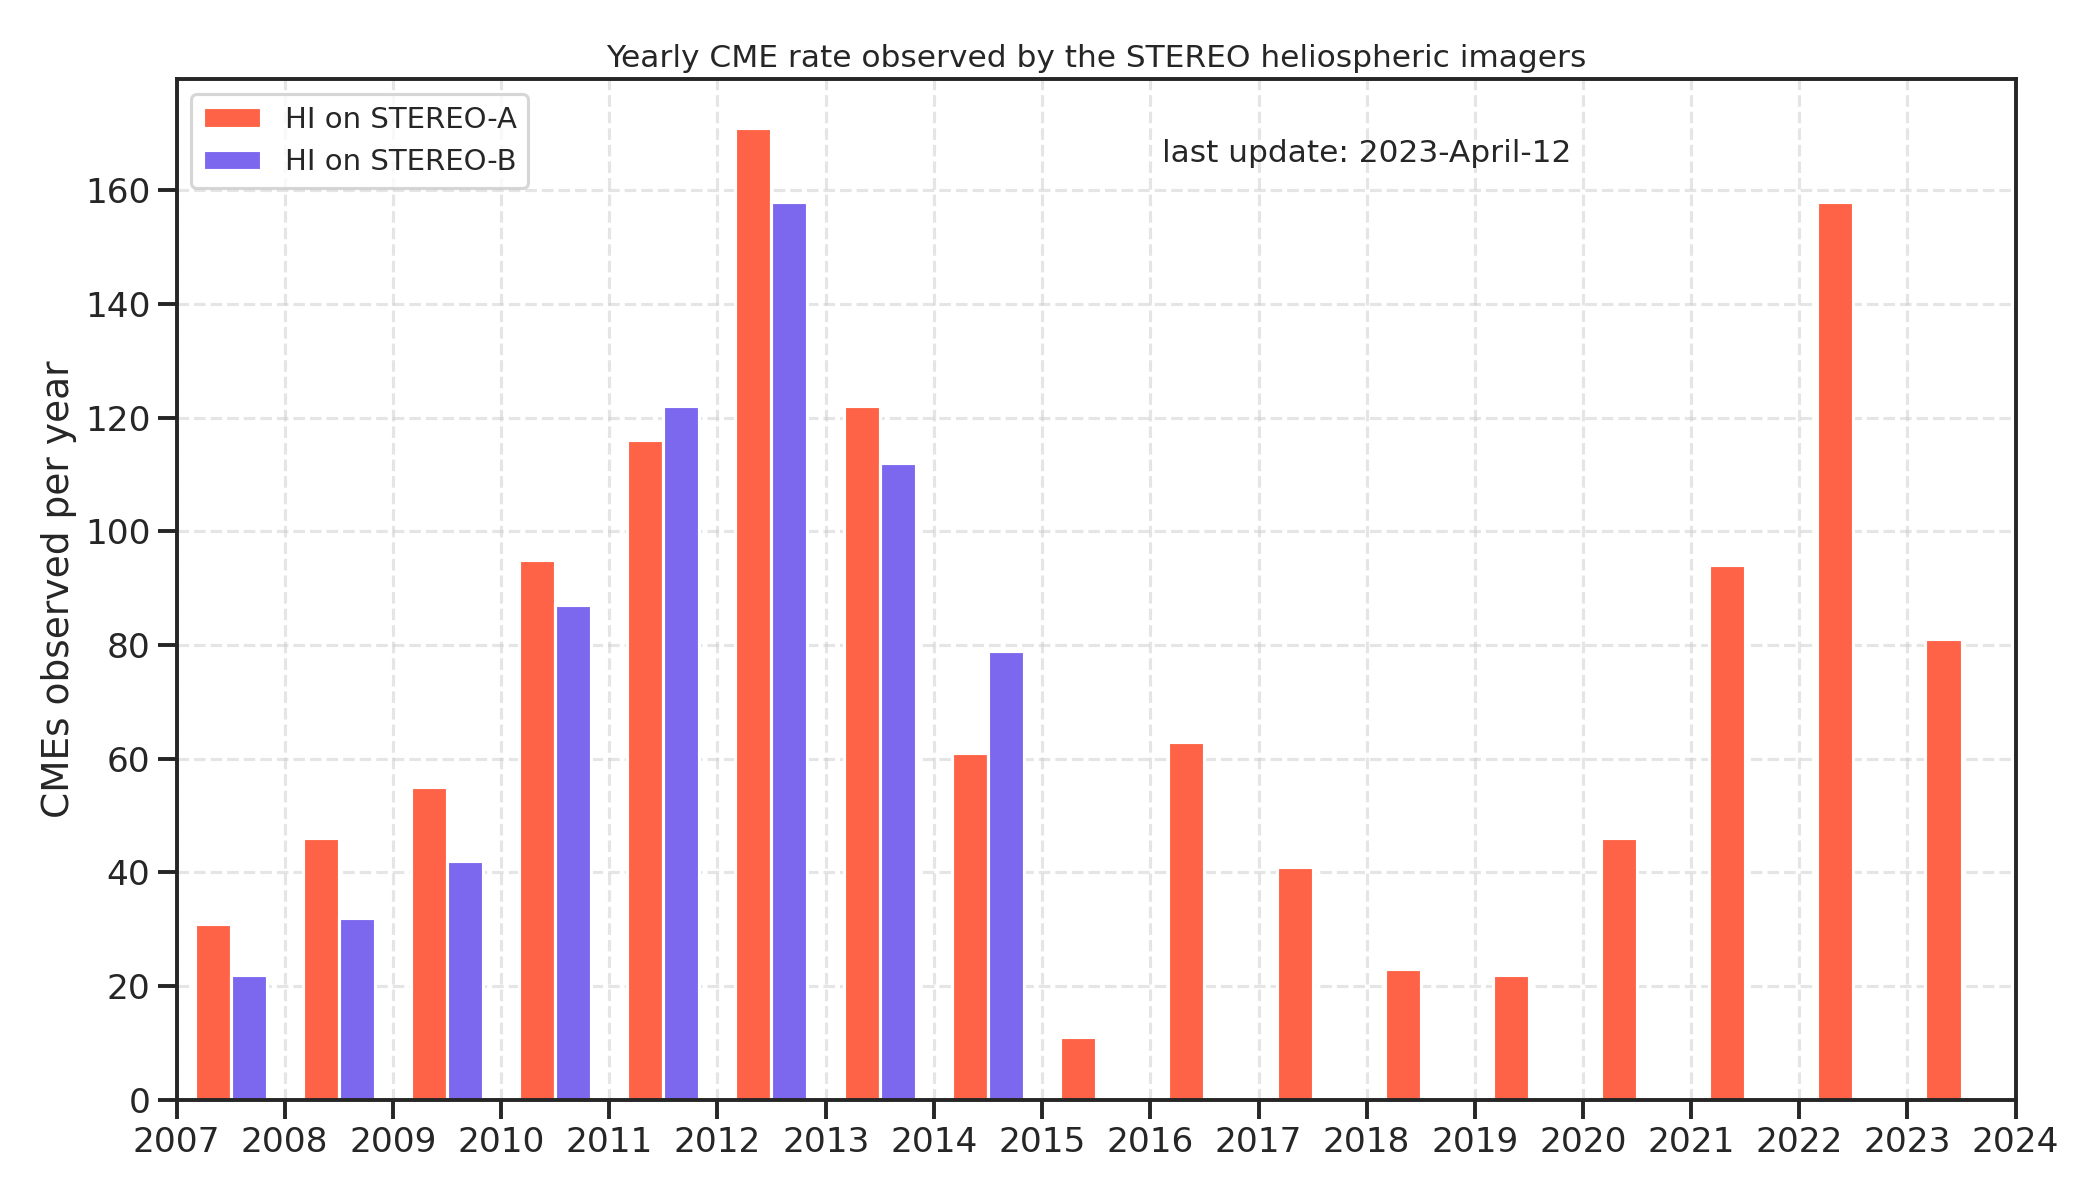 Yearly CME rate observed by the STEREO heliospheric imagers
HI on STEREO-A
HI on STEREO-B
last update: 2023-April-12
CMEs observed per year
160
140
120
100
80
60
40
20
0
2007 2008 2009 2010 2011 2012 2013 2014 2015 2016 2017 2018 2019 2020 2021 2022 2023 2024